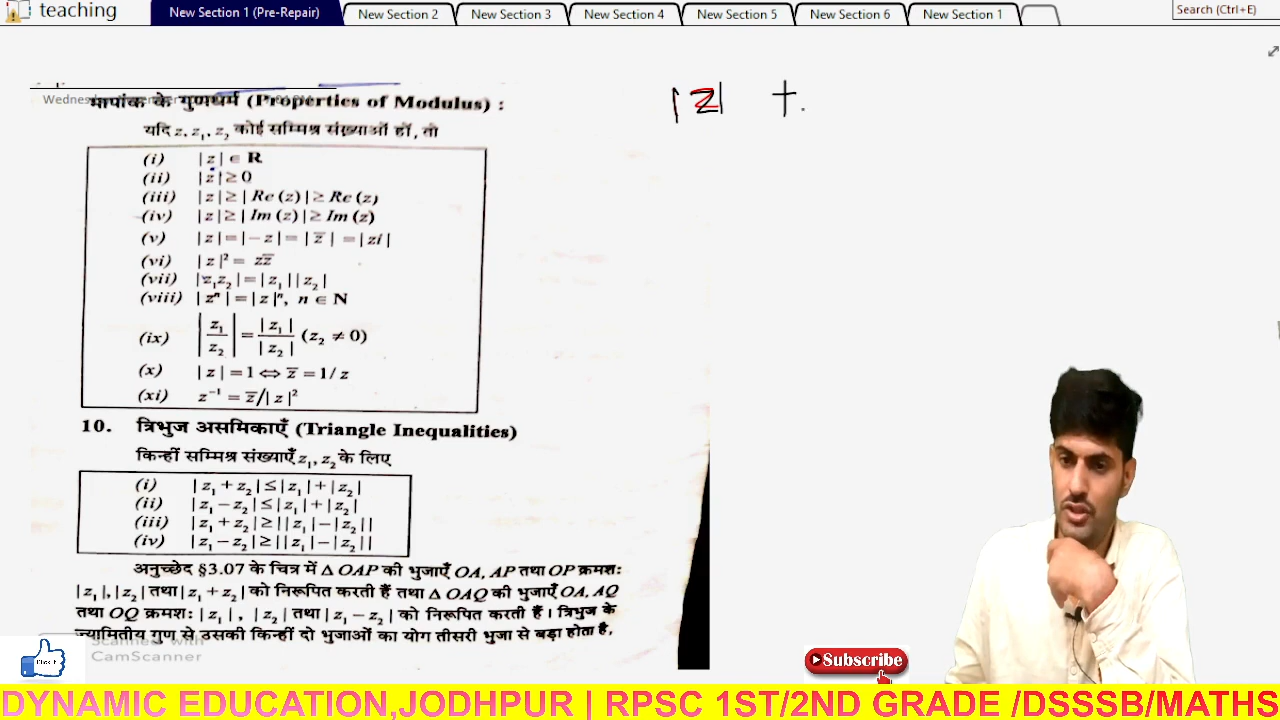 teaching
New Section 1 (Pre-Repair) New Section 2 New Section 3 New Section 4 New Section 5 New Section 6 New Section 1
Search (Ctrl+E)
|z| +
मापांक के गुणधर्म (Properties of Modulus) :
यदि z, z₁, z₂ कोई सम्मिश्र संख्याओं हों, तो
(i) |z| ∈ R
(ii) |z| ≥ 0
(iii) |z| ≥ | Re (z) | ≥ Re (z)
(iv) |z| ≥ | Im (z) | ≥ Im (z)
(v) |z| = |−z| = |z̅| = |zi|
(vi) |z|² = zz̅
(vii) |z₁z₂| = |z₁| |z₂|
(viii) |zⁿ| = |z|ⁿ, n ∈ N
(ix) |z₁/z₂| = |z₁|/|z₂| (z₂ ≠ 0)
(x) |z| = 1 ⇔ z̅ = 1/z
(xi) z⁻¹ = z̅/|z|²
10. त्रिभुज असमिकाएँ (Triangle Inequalities)
किन्हीं सम्मिश्र संख्याएँ z₁, z₂ के लिए
(i) |z₁ + z₂| ≤ |z₁| + |z₂|
(ii) |z₁ − z₂| ≤ |z₁| + |z₂|
(iii) |z₁ + z₂| ≥ ||z₁| − |z₂||
(iv) |z₁ − z₂| ≥ ||z₁| − |z₂||
अनुच्छेद §3.07 के चित्र में Δ OAP की भुजाएँ OA, AP तथा OP क्रमशः
|z₁|, |z₂| तथा |z₁ + z₂| को निरूपित करती हैं तथा Δ OAQ की भुजाएँ OA, AQ
तथा OQ क्रमशः |z₁|, |z₂| तथा |z₁ − z₂| को निरूपित करती हैं। त्रिभुज के
ज्यामितीय गुण से उसकी किन्हीं दो भुजाओं का योग तीसरी भुजा से बड़ा होता है,
Scanned with
CamScanner
Subscribe
DYNAMIC EDUCATION,JODHPUR | RPSC 1ST/2ND GRADE /DSSSB/MATHS